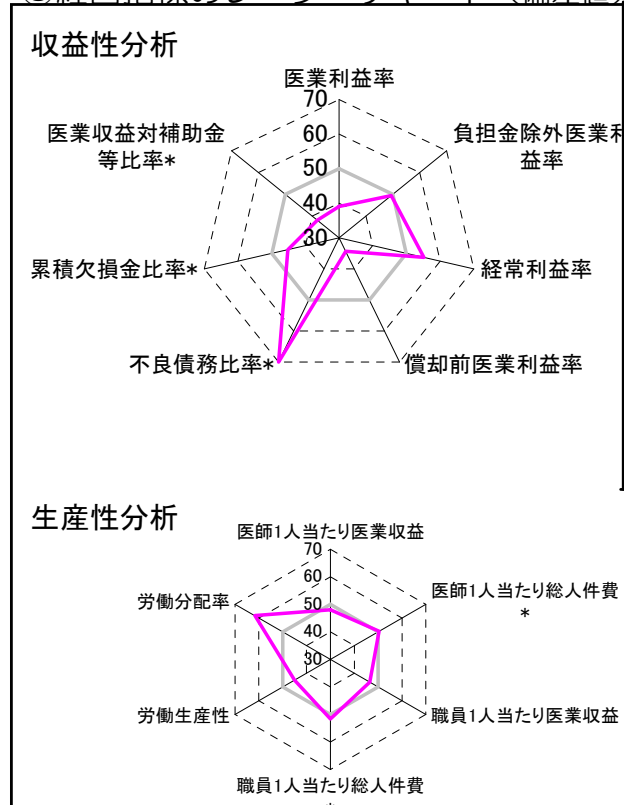 収益性分析
医業利益率
70
60
50
40
30
負担金除外医業利
益率
経常利益率
償却前医業利益率
不良債務比率*
累積欠損金比率*
医業収益対補助金
等比率*
生産性分析
医師1人当たり医業収益
70
60
50
40
30
医師1人当たり総人件費
*
職員1人当たり医業収益
職員1人当たり総人件費
労働生産性
労働分配率